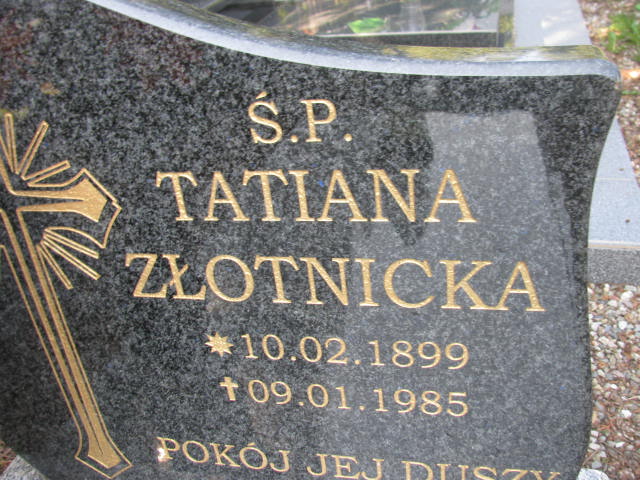 Ś.P.
TATIANA
ZŁOTNICKA
* 10.02.1899
✝ 09.01.1985
POKÓJ JEJ DUSZY